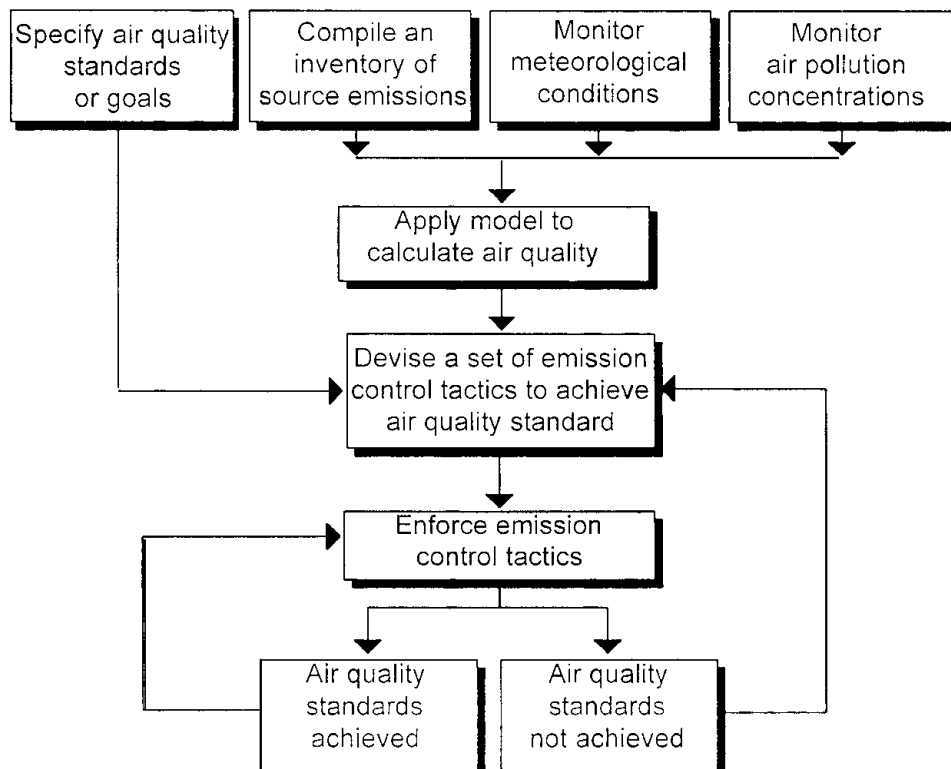 Specify air quality
standards
or goals
Compile an
inventory of
source emissions
Monitor
meteorological
conditions
Monitor
air pollution
concentrations
Apply model to
calculate air quality
Devise a set of emission
control tactics to achieve
air quality standard
Enforce emission
control tactics
Air quality
standards
achieved
Air quality
standards
not achieved